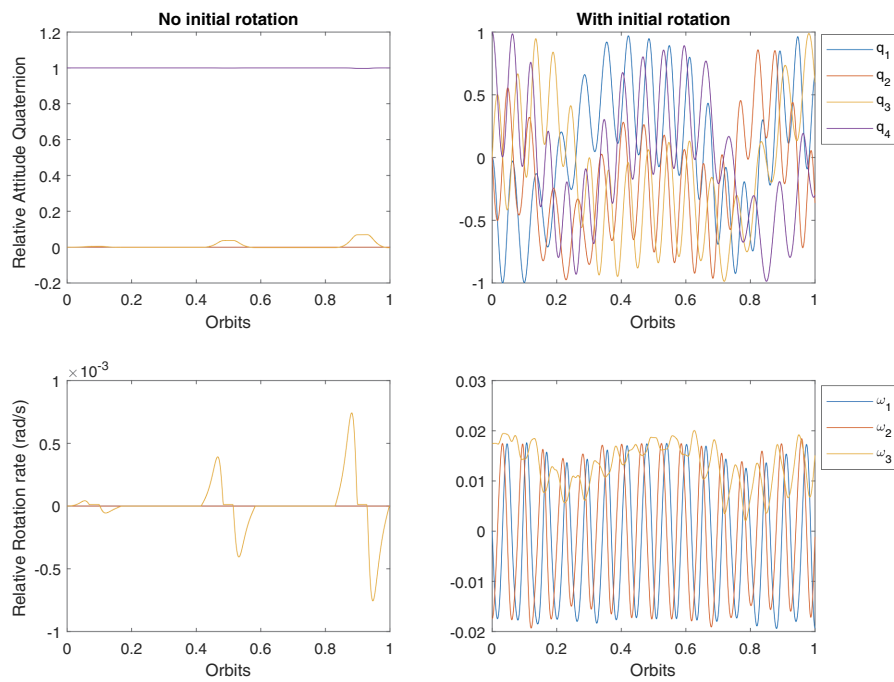 No initial rotation
Relative Attitude Quaternion
1.2
1
0.8
0.6
0.4
0.2
0
-0.2
0 0.2 0.4 0.6 0.8 1
Orbits
With initial rotation
1
0.5
0
-0.5
-1
0 0.2 0.4 0.6 0.8 1
Orbits
q1
q2
q3
q4
Relative Rotation rate (rad/s)
× 10-3
1
0.5
0
-0.5
-1
0 0.2 0.4 0.6 0.8 1
Orbits
0.03
0.02
0.01
0
-0.01
-0.02
0 0.2 0.4 0.6 0.8 1
Orbits
ω1
ω2
ω3